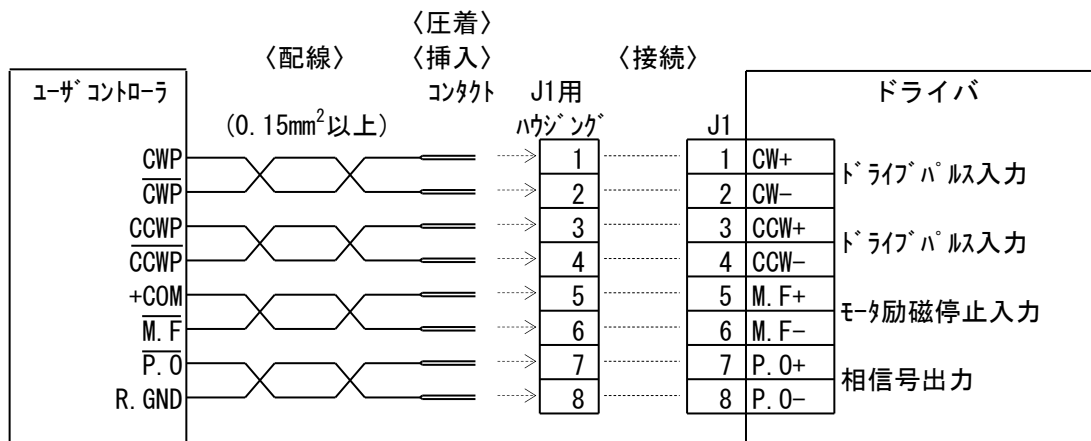 〈圧着〉
〈配線〉 〈挿入〉 〈接続〉
ﾕｰｻﾞｺﾝﾄﾛｰﾗ コンタクト J1用 ドライバ
(0.15mm²以上) ﾊｳｼﾞﾝｸﾞ J1
CWP 1 1 CW+
C̅W̅P̅ 2 2 CW-
ﾄﾞﾗｲﾌﾞﾊﾟﾙｽ入力
CCWP 3 3 CCW+
C̅C̅W̅P̅ 4 4 CCW-
ﾄﾞﾗｲﾌﾞﾊﾟﾙｽ入力
+COM 5 5 M.F+
M̅.̅F̅ 6 6 M.F-
ﾓｰﾀ励磁停止入力
P̅.̅O̅ 7 7 P.O+
R.GND 8 8 P.O-
相信号出力